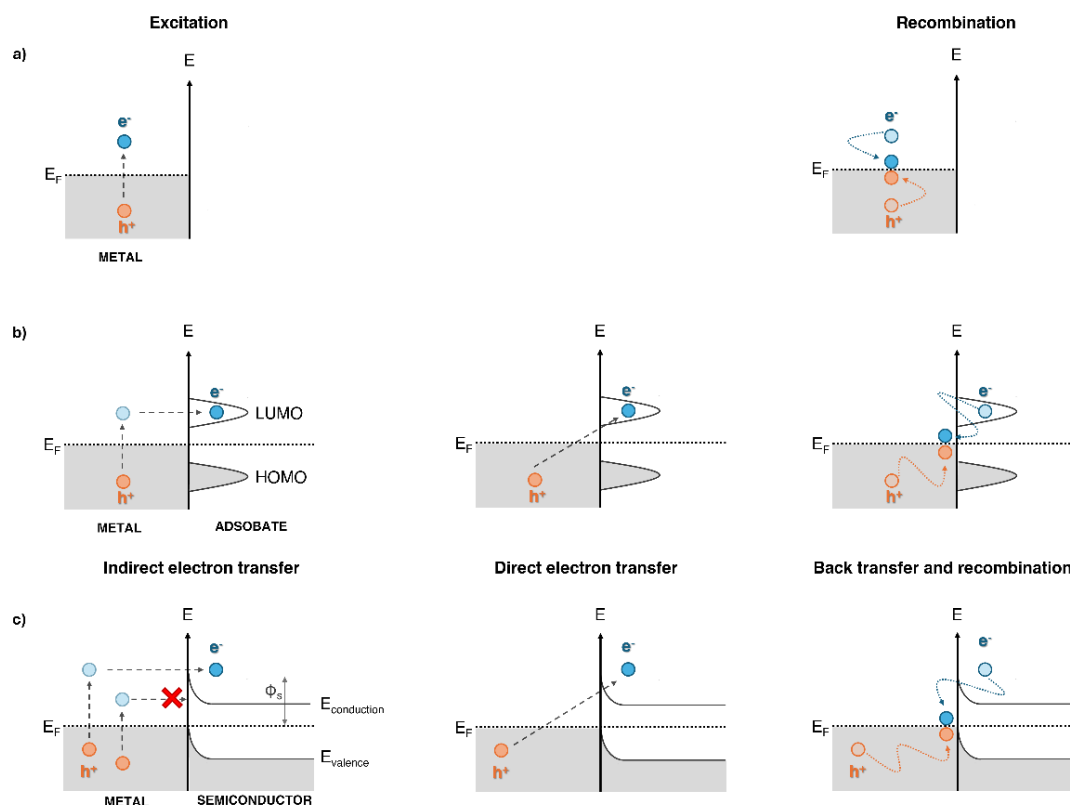 Excitation
Recombination
a)
E
e-
EF
h+
METAL
E
e-
EF
h+
b)
E
e-
LUMO
EF
HOMO
h+
METAL
ADSOBATE
E
e-
EF
h+
E
e-
EF
h+
Indirect electron transfer
Direct electron transfer
Back transfer and recombination
c)
E
e-
Φs
Econduction
EF
Evalence
h+
METAL
SEMICONDUCTOR
E
e-
EF
h+
E
e-
EF
h+